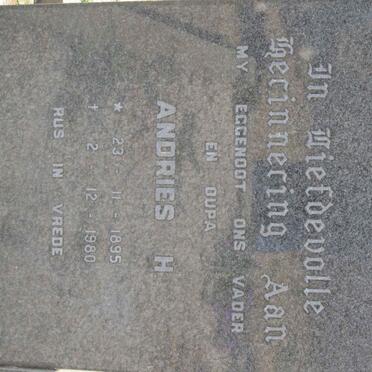 In Liefdevolle
Herinnering Aan
MY EGGENOOT ONS VADER
EN OUPA
ANDRIES H
★ 23 - 11 - 1895
† 2 - 12 - 1980
RUS IN VREDE